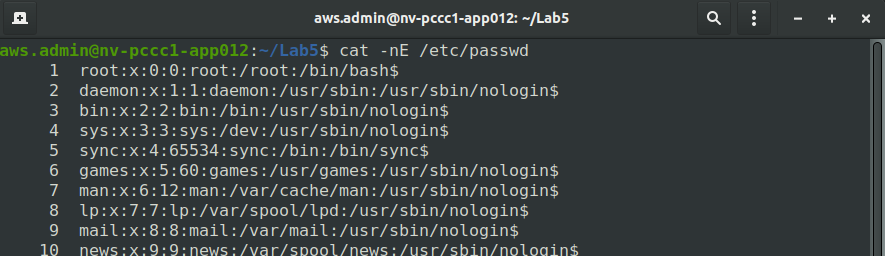 aws.admin@nv-pccc1-app012: ~/Lab5
aws.admin@nv-pccc1-app012:~/Lab5$ cat -nE /etc/passwd
1 root:x:0:0:root:/root:/bin/bash$
2 daemon:x:1:1:daemon:/usr/sbin:/usr/sbin/nologin$
3 bin:x:2:2:bin:/bin:/usr/sbin/nologin$
4 sys:x:3:3:sys:/dev:/usr/sbin/nologin$
5 sync:x:4:65534:sync:/bin:/bin/sync$
6 games:x:5:60:games:/usr/games:/usr/sbin/nologin$
7 man:x:6:12:man:/var/cache/man:/usr/sbin/nologin$
8 lp:x:7:7:lp:/var/spool/lpd:/usr/sbin/nologin$
9 mail:x:8:8:mail:/var/mail:/usr/sbin/nologin$
10 news:x:9:9:news:/var/spool/news:/usr/sbin/nologin$